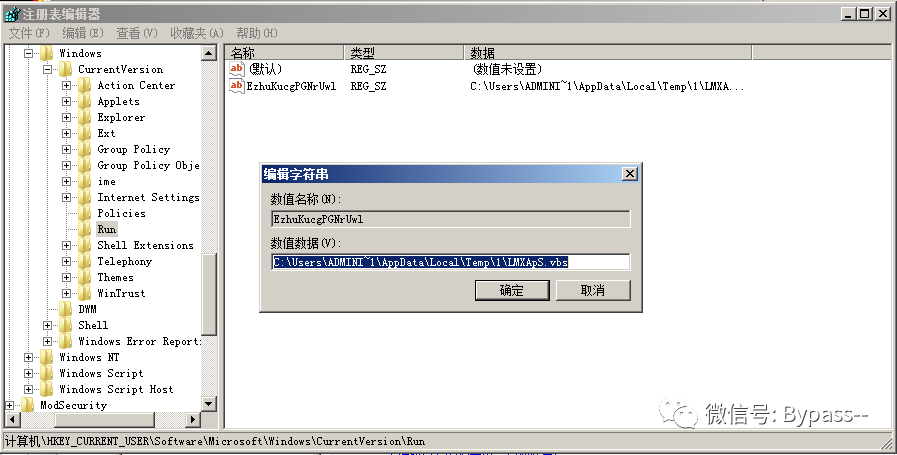 注册表编辑器
文件(F) 编辑(E) 查看(V) 收藏夹(A) 帮助(H)
Windows
CurrentVersion
Action Center
Applets
Explorer
Ext
Group Policy
Group Policy Obje
ime
Internet Settings
Policies
Run
Shell Extensions
Telephony
Themes
WinTrust
DWM
Shell
Windows Error Report:
Windows NT
Windows Script
Windows Script Host
ModSecurity
名称 类型 数据
ab (默认) REG_SZ (数值未设置)
ab EzhuKucgPGNrUwl REG_SZ C:\Users\ADMINI~1\AppData\Local\Temp\1\LMXA...
编辑字符串
数值名称(N):
EzhuKucgPGNrUwl
数值数据(V):
C:\Users\ADMINI~1\AppData\Local\Temp\1\LMXApS.vbs
确定 取消
微信号: Bypass--
计算机\HKEY_CURRENT_USER\Software\Microsoft\Windows\CurrentVersion\Run